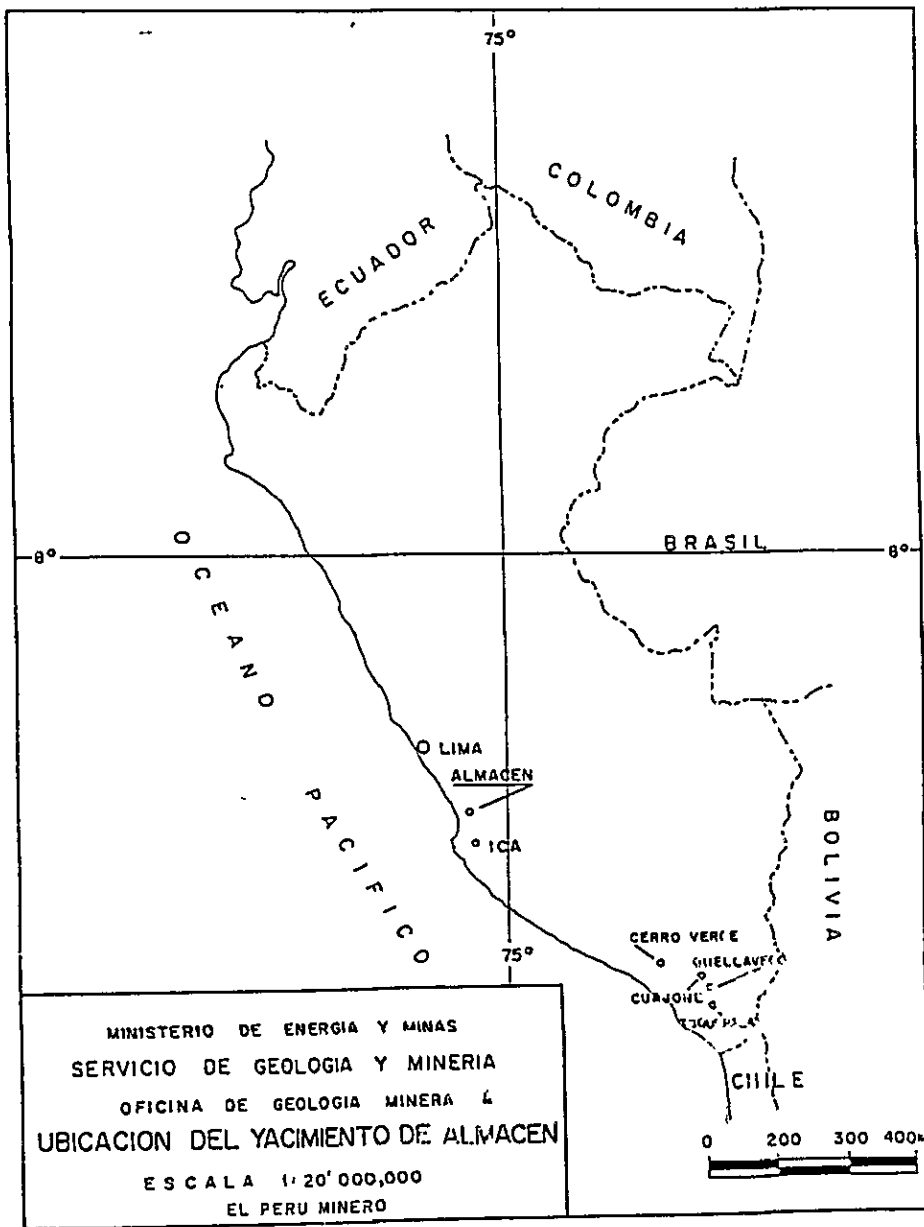 75°
COLOMBIA
ECUADOR
8°
BRASIL
8°
OCEANO PACIFICO
LIMA
ALMACEN
ICA
BOLIVIA
75°
CERRO VERCE
CUAJONE
CHILE
0 200 300 400
MINISTERIO DE ENERGIA Y MINAS
SERVICIO DE GEOLOGIA Y MINERIA
OFICINA DE GEOLOGIA MINERA
UBICACION DEL YACIMIENTO DE ALMACEN
ESCALA 1:20'000,000
EL PERU MINERO